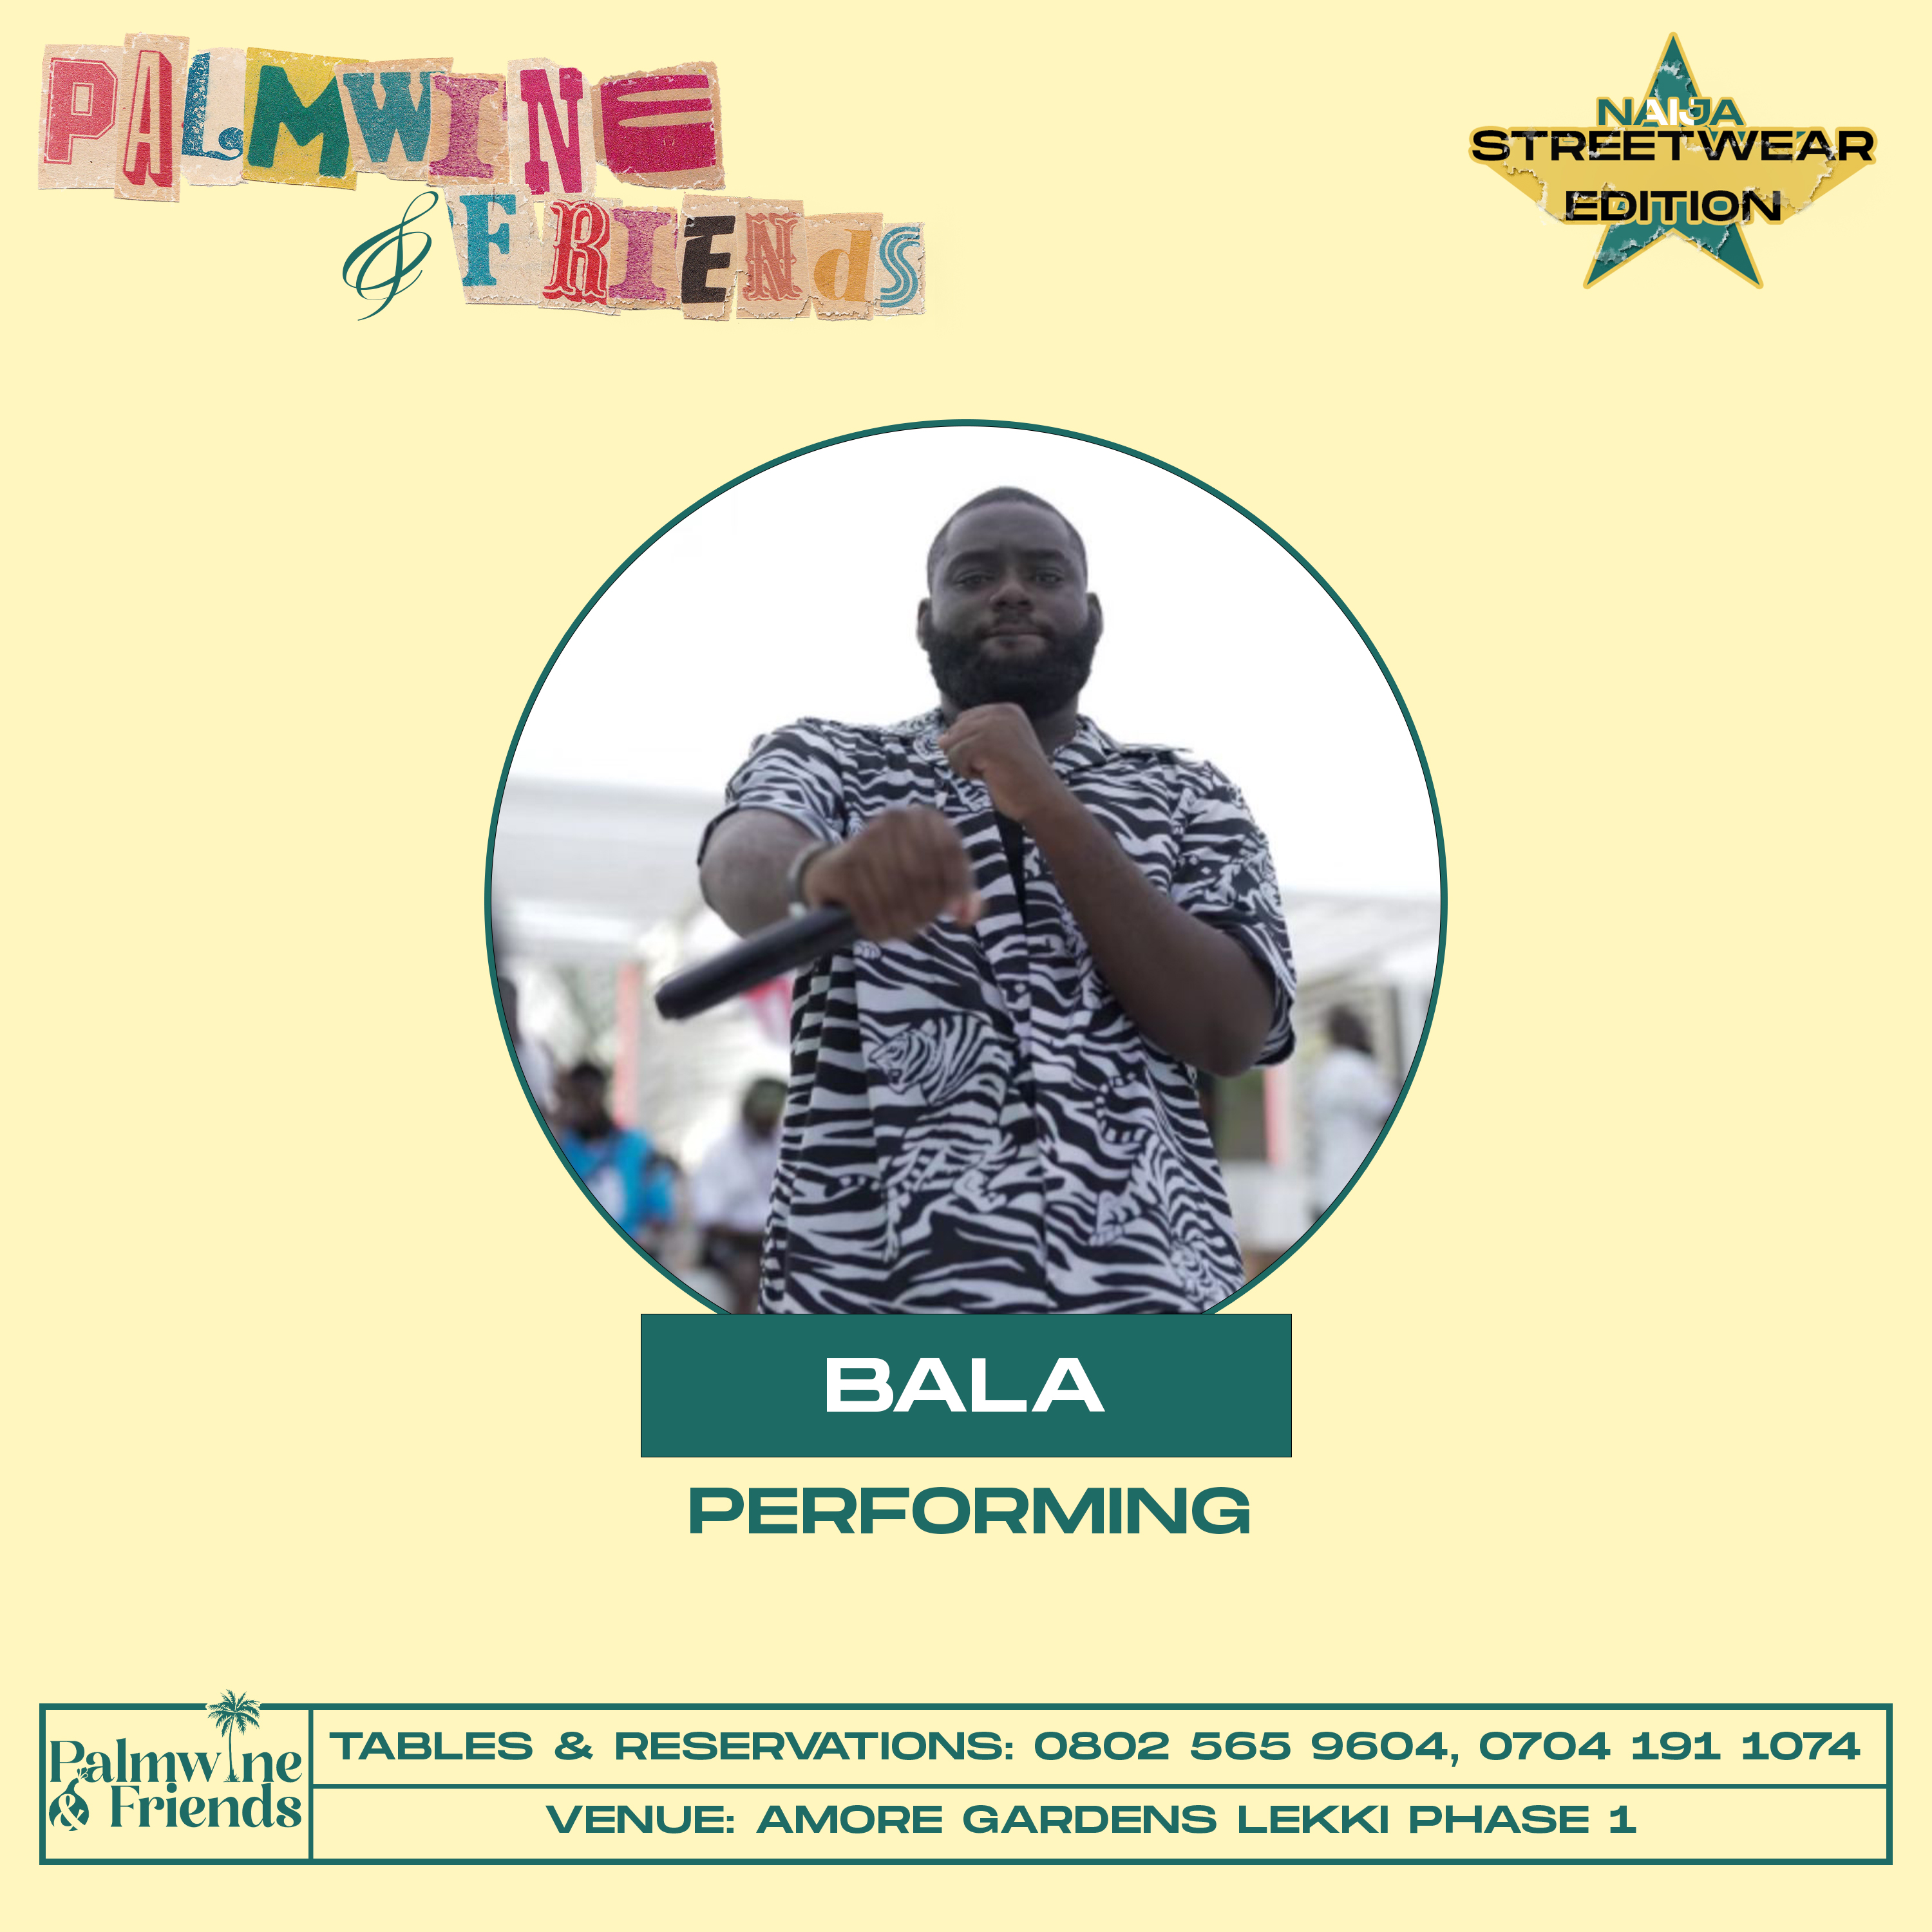 PALMWINE
& FRIENds
NAIJA
STREETWEAR
EDITION
BALA
PERFORMING
Palmwine
& Friends
TABLES & RESERVATIONS: 0802 565 9604, 0704 191 1074
VENUE: AMORE GARDENS LEKKI PHASE 1